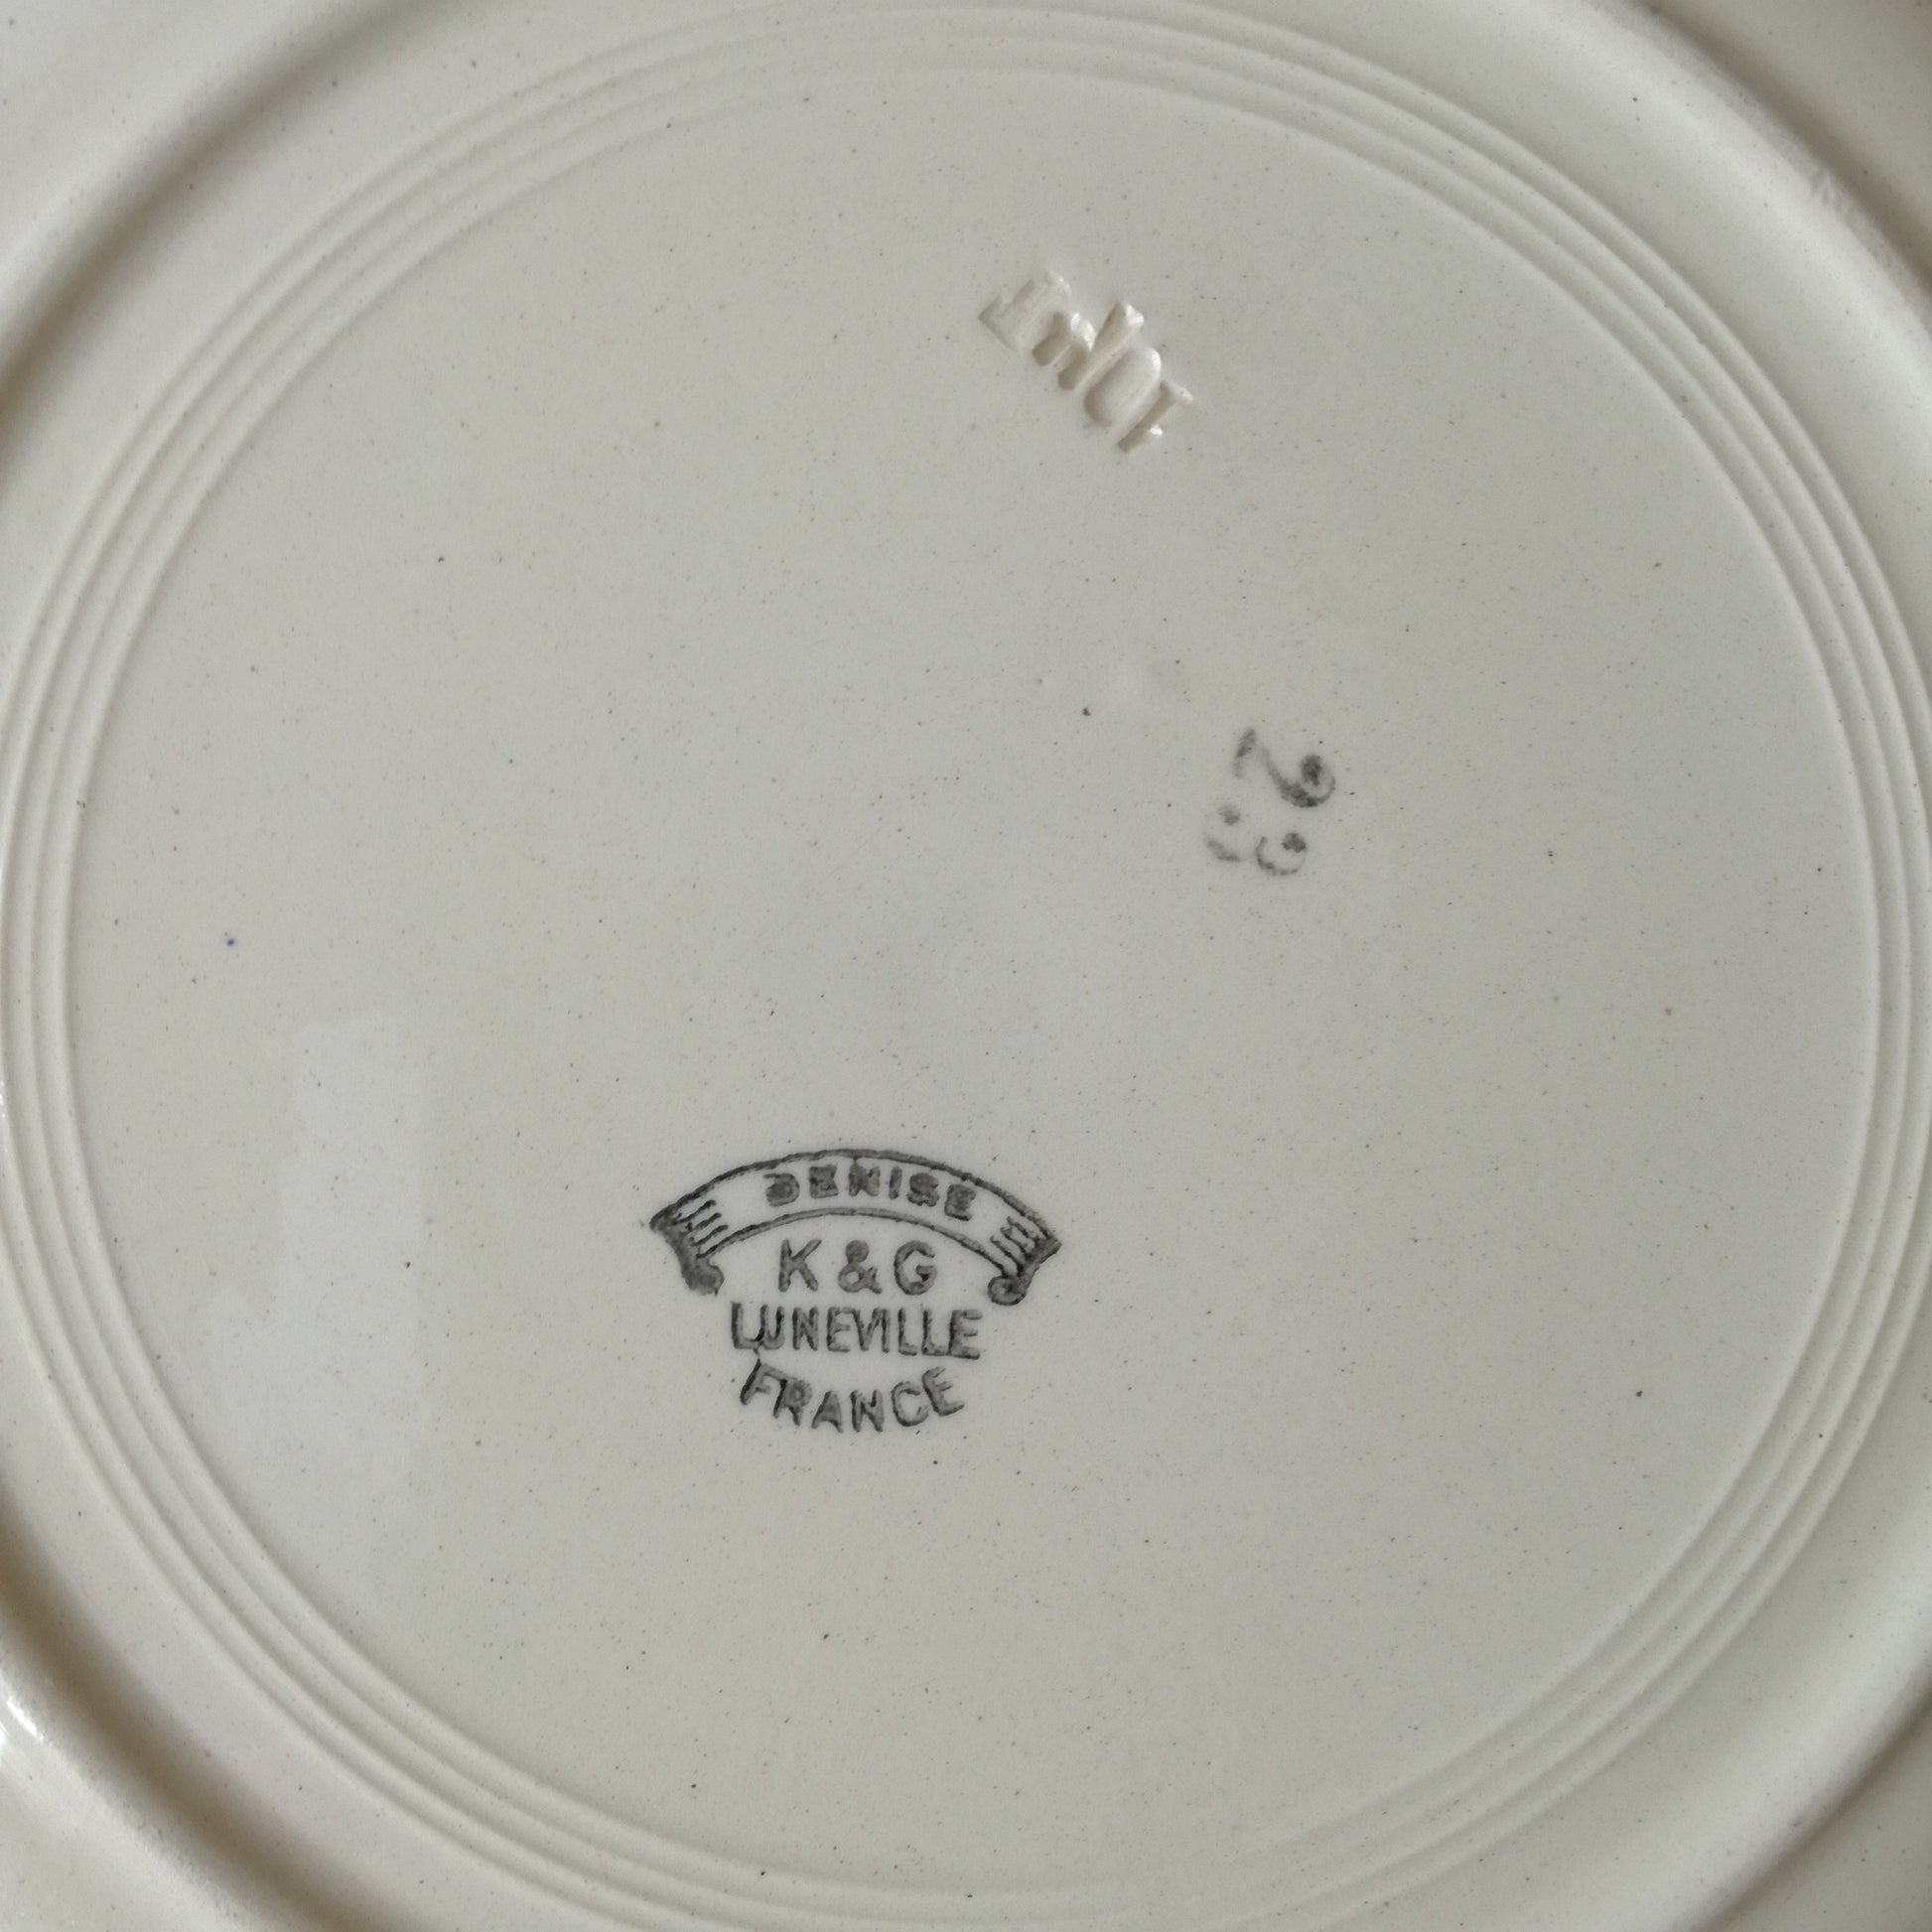 DENISE
K & G
LUNEVILLE
FRANCE